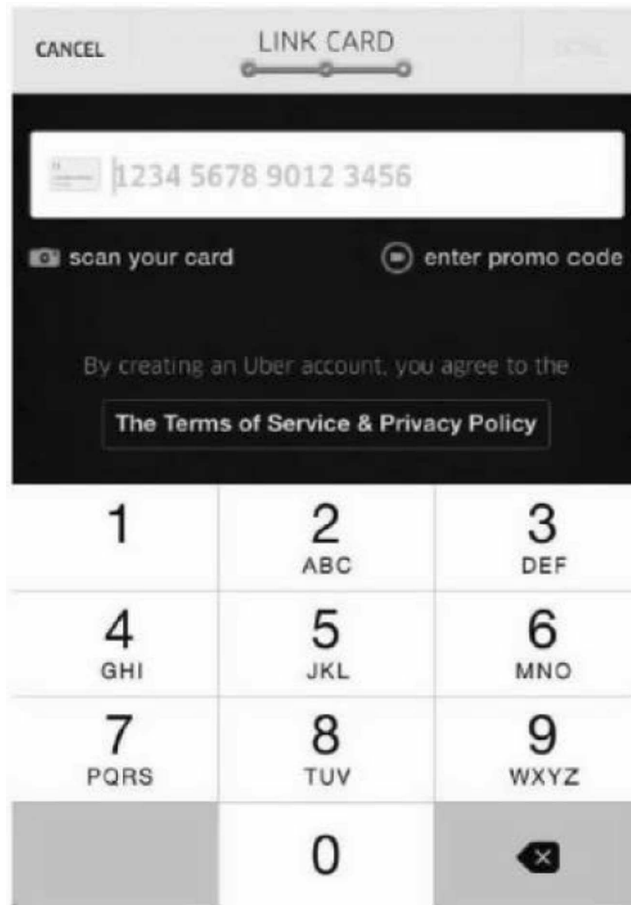 CANCEL LINK CARD
1234 5678 9012 3456
scan your card enter promo code
By creating an Uber account, you agree to the
The Terms of Service & Privacy Policy
1 2 3
ABC DEF
4 5 6
GHI JKL MNO
7 8 9
PQRS TUV WXYZ
0